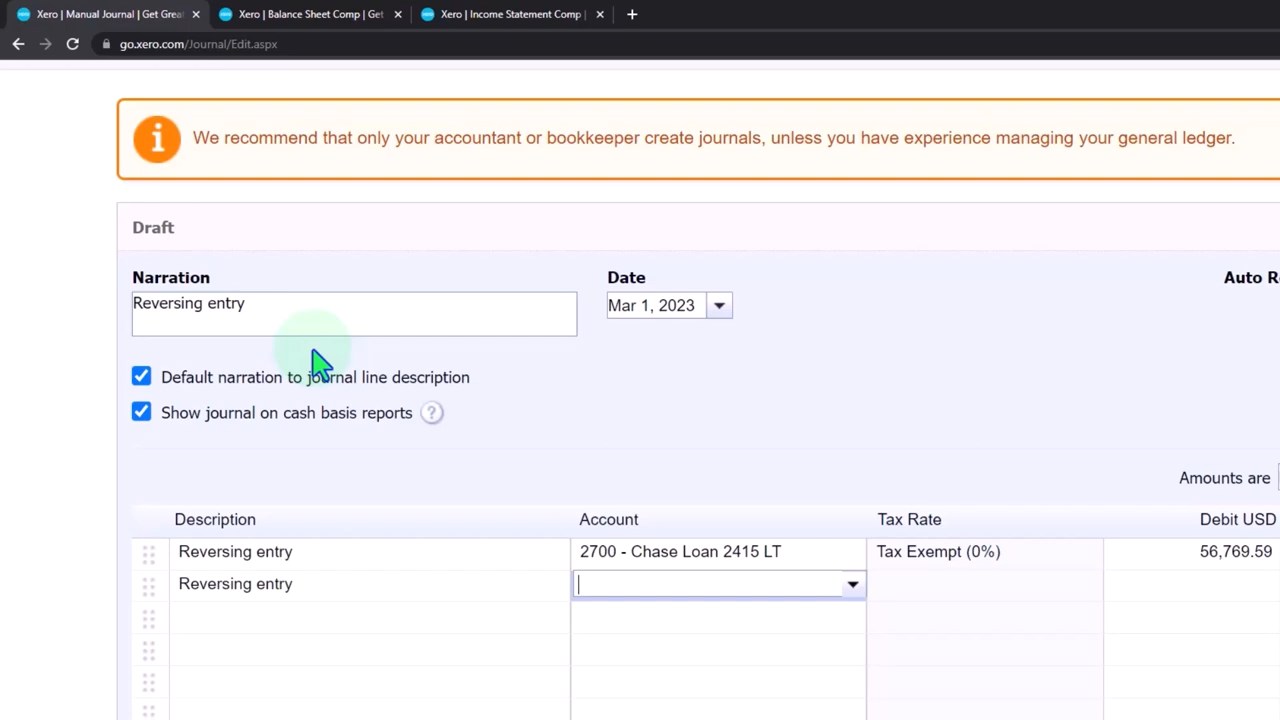 Xero | Manual Journal | Get Grea
Xero | Balance Sheet Comp | Get
Xero | Income Statement Comp |
go.xero.com/Journal/Edit.aspx
We recommend that only your accountant or bookkeeper create journals, unless you have experience managing your general ledger.
Draft
Narration
Date
Auto R
Reversing entry
Mar 1, 2023
Default narration to journal line description
Show journal on cash basis reports ?
Amounts are
Description Account Tax Rate Debit USD
Reversing entry 2700 - Chase Loan 2415 LT Tax Exempt (0%) 56,769.59
Reversing entry